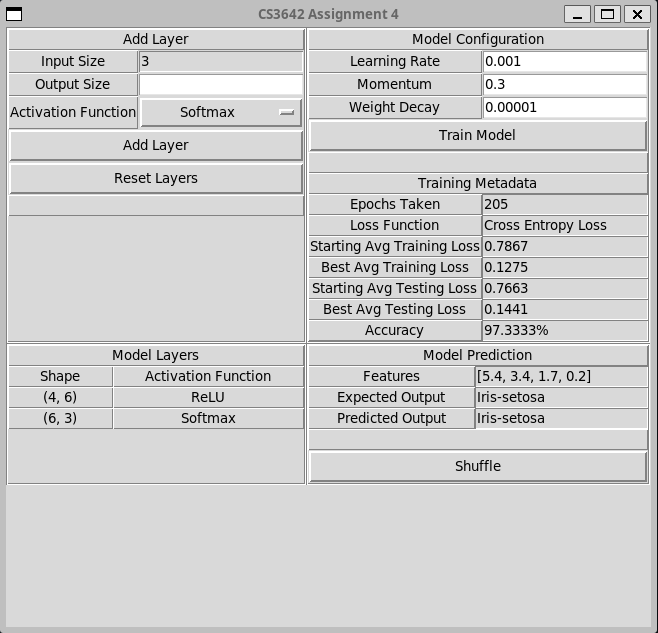 CS3642 Assignment 4
Add Layer
Input Size 3
Output Size
Activation Function Softmax
Add Layer
Reset Layers
Model Configuration
Learning Rate 0.001
Momentum 0.3
Weight Decay 0.00001
Train Model
Training Metadata
Epochs Taken 205
Loss Function Cross Entropy Loss
Starting Avg Training Loss 0.7867
Best Avg Training Loss 0.1275
Starting Avg Testing Loss 0.7663
Best Avg Testing Loss 0.1441
Accuracy 97.3333%
Model Layers
Shape Activation Function
(4, 6) ReLU
(6, 3) Softmax
Model Prediction
Features [5.4, 3.4, 1.7, 0.2]
Expected Output Iris-setosa
Predicted Output Iris-setosa
Shuffle